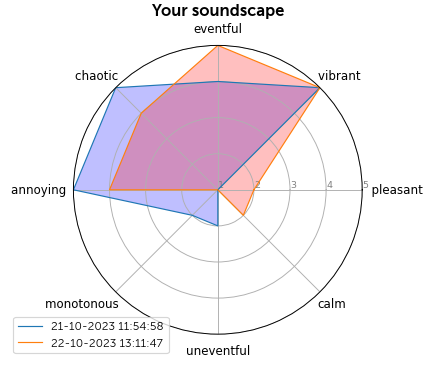 Your soundscape
eventful
chaotic
vibrant
annoying
1 2 3 4 5
pleasant
monotonous
calm
uneventful
21-10-2023 11:54:58
22-10-2023 13:11:47